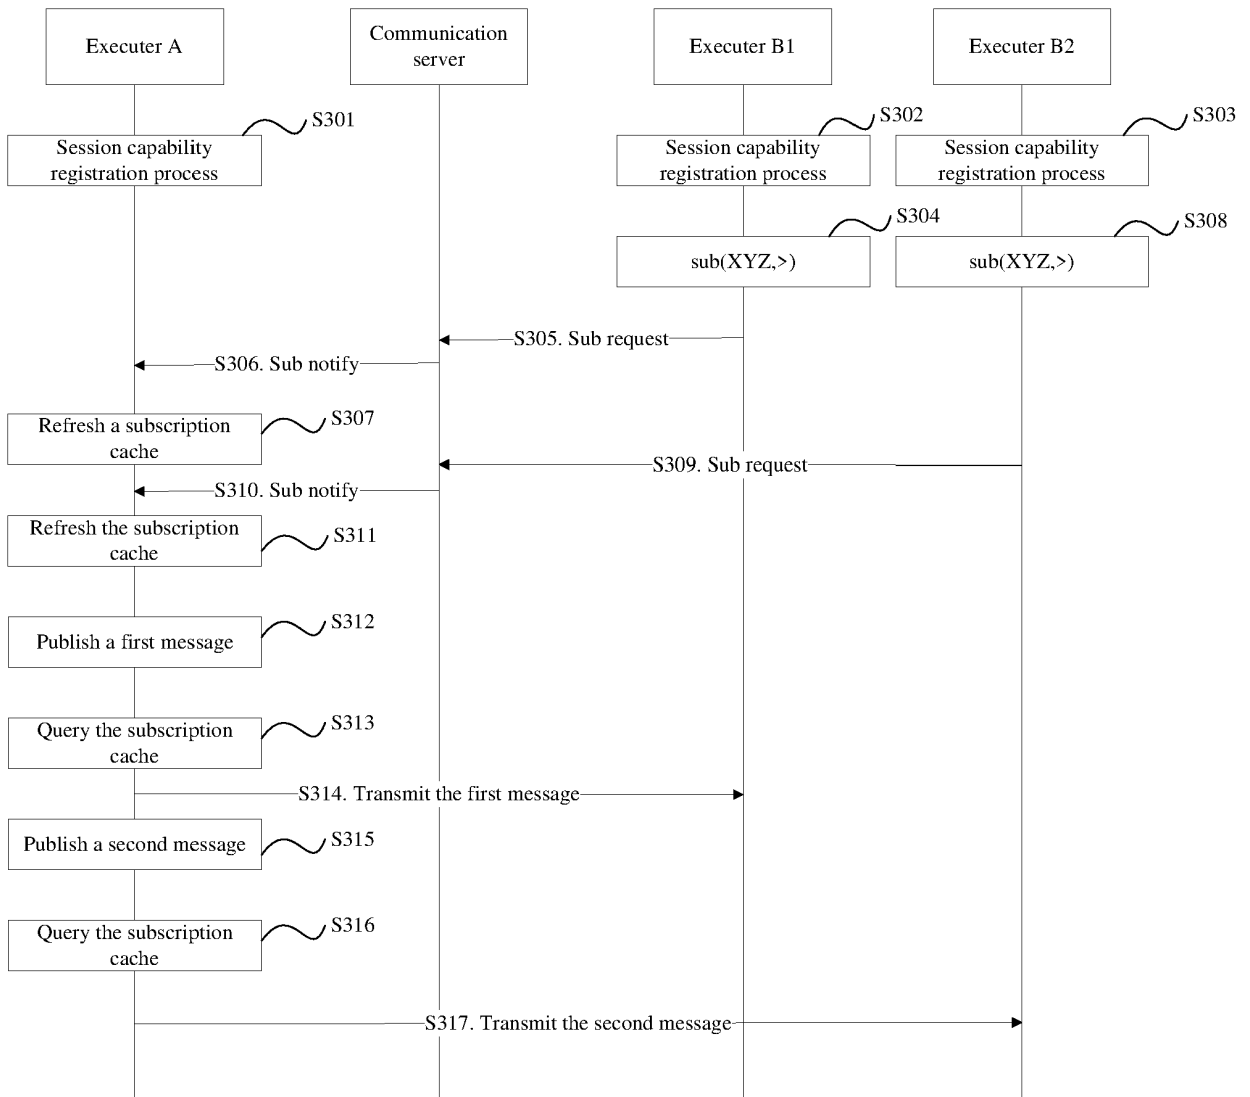 Executer A
Communication
server
Executer B1
Executer B2
S301
S302
S303
Session capability
registration process
Session capability
registration process
Session capability
registration process
S304
S308
sub(XYZ,>)
sub(XYZ,>)
S305. Sub request
S306. Sub notify
S307
Refresh a subscription
cache
S309. Sub request
S310. Sub notify
Refresh the subscription
cache
S311
S312
Publish a first message
S313
Query the subscription
cache
S314. Transmit the first message
S315
Publish a second message
S316
Query the subscription
cache
S317. Transmit the second message